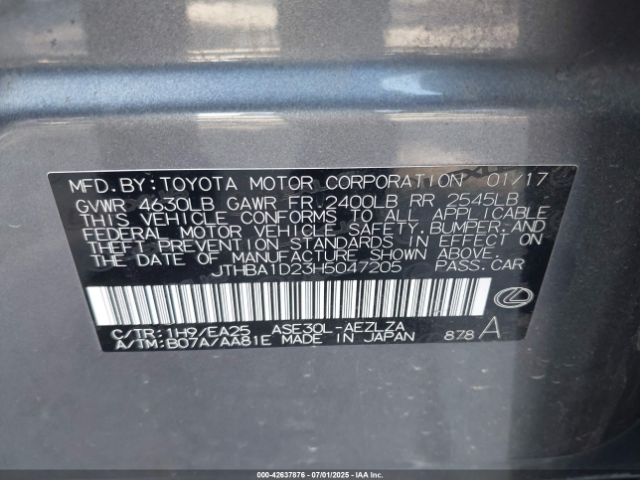 MFD. BY: TOYOTA MOTOR CORPORATION 01/17
GVWR 4630LB GAWR FR. 2400LB RR 2545LB
THIS VEHICLE CONFORMS TO ALL APPLICABLE
FEDERAL MOTOR VEHICLE SAFETY, BUMPER, AND
THEFT PREVENTION STANDARDS IN EFFECT ON
THE DATE OF MANUFACTURE SHOWN ABOVE.
JTHBA1D23H5047205 PASS. CAR
C/TR: 1H9/EA25 ASE30L-AEZLZA
A/TM: B07A/AA81E MADE IN JAPAN 878 A
00-42637876 - 07/01/2025 - COPYRIGHT © IAA, LLC.